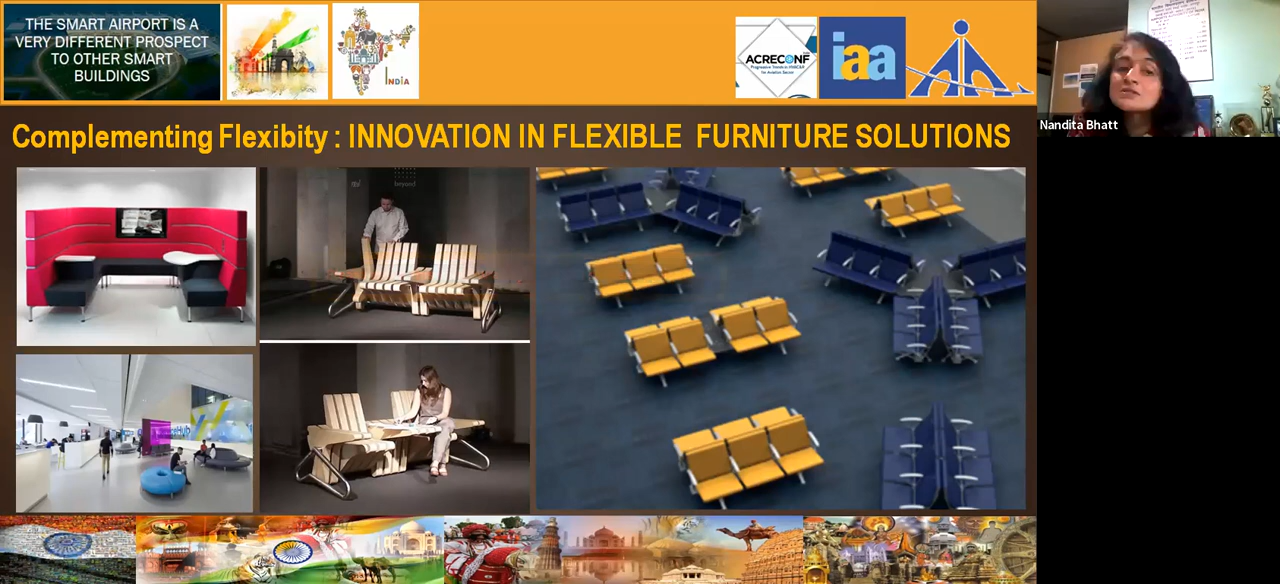 THE SMART AIRPORT IS A
VERY DIFFERENT PROSPECT
TO OTHER SMART
BUILDINGS
INDIA
ACRECONF
iaa
Nandita Bhatt
Complementing Flexibity : INNOVATION IN FLEXIBLE FURNITURE SOLUTIONS
beyond